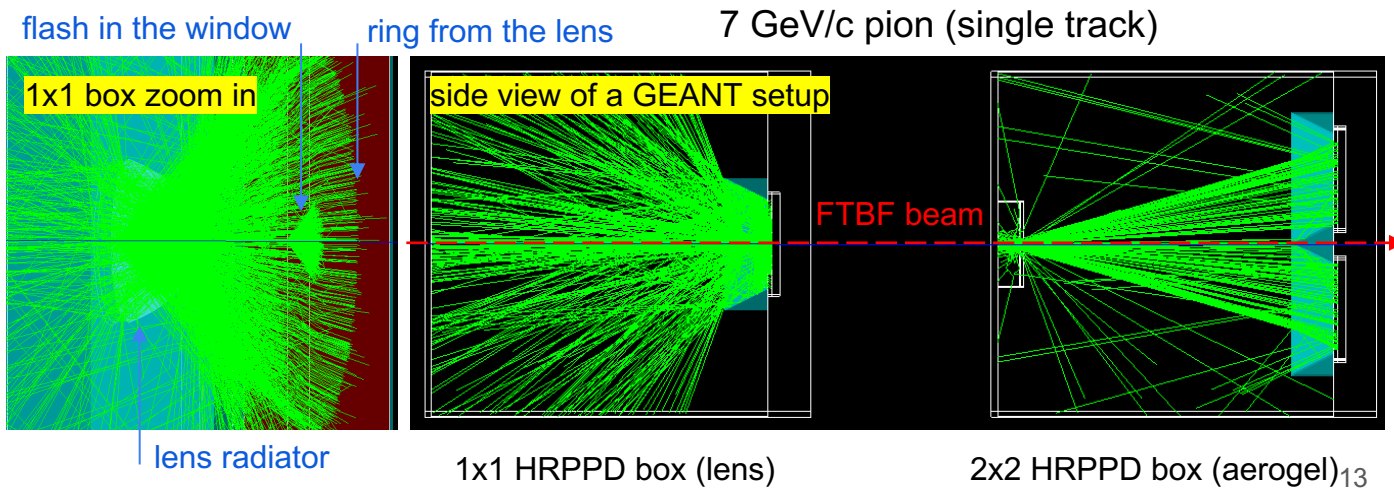 7 GeV/c pion (single track)
flash in the window
ring from the lens
1x1 box zoom in
side view of a GEANT setup
FTBF beam
lens radiator
1x1 HRPPD box (lens)
2x2 HRPPD box (aerogel)
13